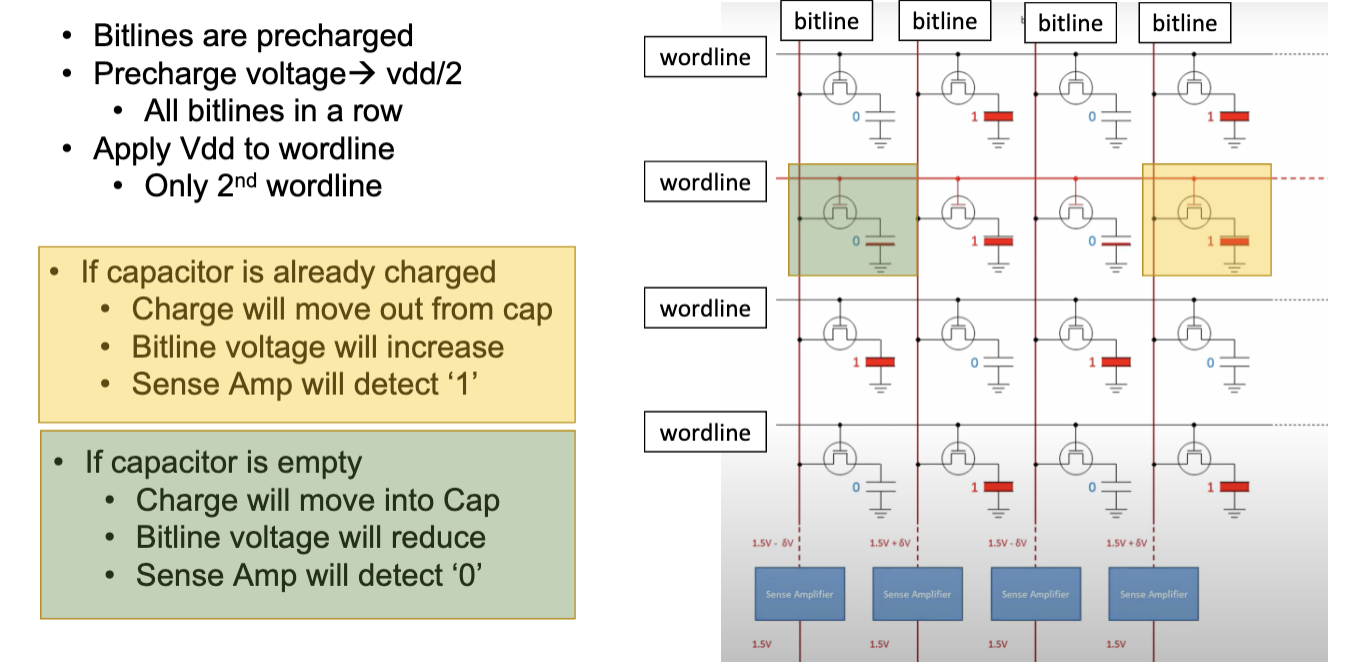 • Bitlines are precharged
• Precharge voltage→ vdd/2
• All bitlines in a row
• Apply Vdd to wordline
• Only 2nd wordline
• If capacitor is already charged
• Charge will move out from cap
• Bitline voltage will increase
• Sense Amp will detect ‘1’
• If capacitor is empty
• Charge will move into Cap
• Bitline voltage will reduce
• Sense Amp will detect ‘0’
bitline bitline bitline bitline
wordline
0 1 0 1
wordline
0 1 0 1
wordline
1 0 1 0
wordline
0 1 0 1
1.5V - δV 1.5V + δV 1.5V - δV 1.5V + δV
Sense Amplifier Sense Amplifier Sense Amplifier Sense Amplifier
1.5V 1.5V 1.5V 1.5V